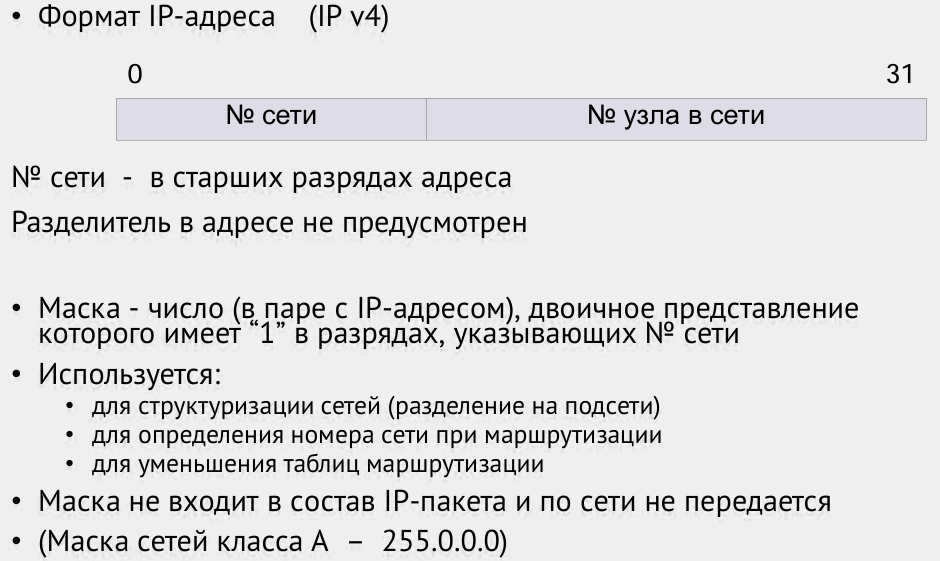 • Формат IP-адреса (IP v4)
0 31
№ сети № узла в сети
№ сети - в старших разрядах адреса
Разделитель в адресе не предусмотрен
• Маска - число (в паре с IP-адресом), двоичное представление
которого имеет “1” в разрядах, указывающих № сети
• Используется:
• для структуризации сетей (разделение на подсети)
• для определения номера сети при маршрутизации
• для уменьшения таблиц маршрутизации
• Маска не входит в состав IP-пакета и по сети не передается
• (Маска сетей класса А – 255.0.0.0)